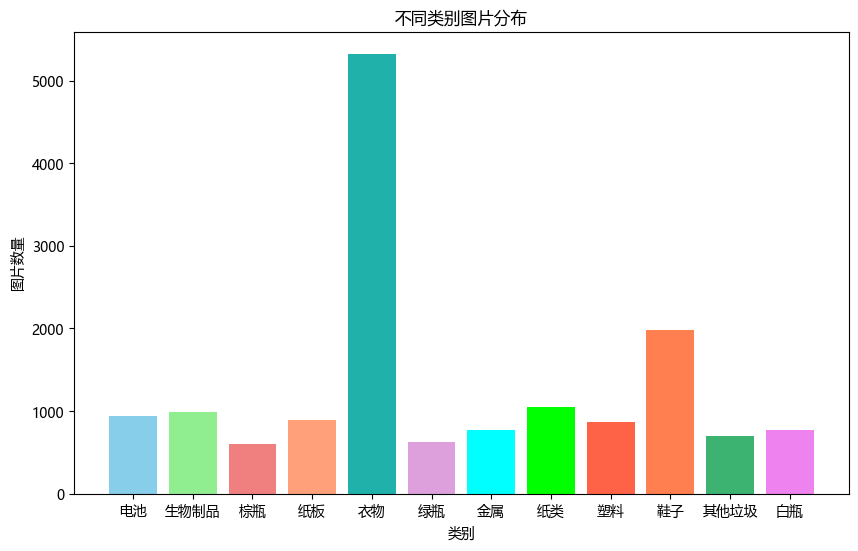 不同类别图片分布
图片数量
5000
4000
3000
2000
1000
0
电池 生物制品 棕瓶 纸板 衣物 绿瓶 金属 纸类 塑料 鞋子 其他垃圾 白瓶
类别